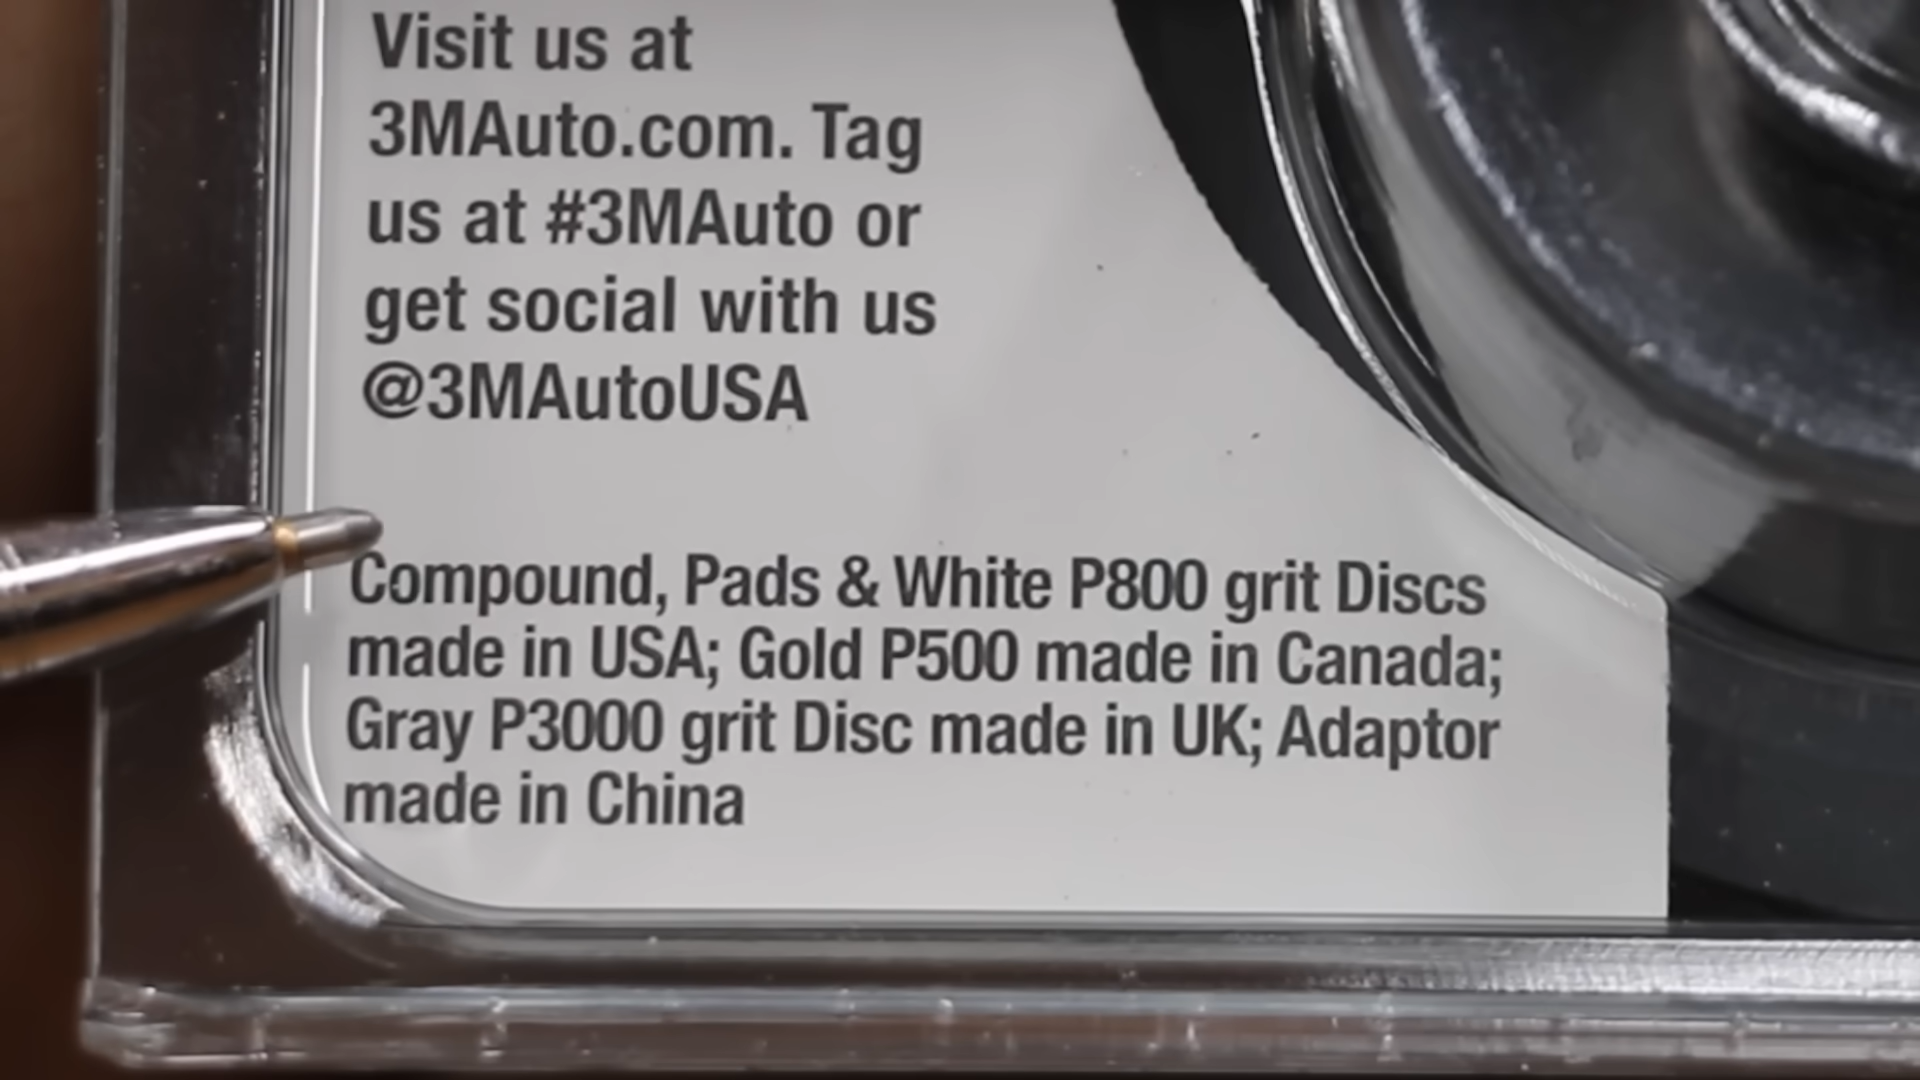 Visit us at
3MAuto.com. Tag
us at #3MAuto or
get social with us
@3MAutoUSA
Compound, Pads & White P800 grit Discs
made in USA; Gold P500 made in Canada;
Gray P3000 grit Disc made in UK; Adaptor
made in China